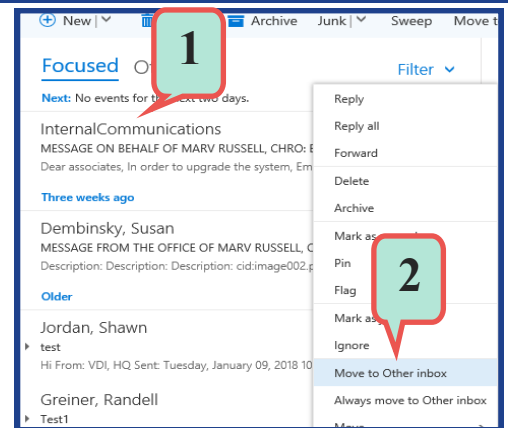 New
Archive
Junk
Sweep
Move t
1
Focused
Filter
Next: No events for the next two days.
InternalCommunications
MESSAGE ON BEHALF OF MARV RUSSELL, CHRO: E
Dear associates, In order to upgrade the system, Em
Three weeks ago
Dembinsky, Susan
MESSAGE FROM THE OFFICE OF MARV RUSSELL, C
Description: Description: Description: cid:image002.p
Older
Jordan, Shawn
test
Hi From: VDI, HQ Sent: Tuesday, January 09, 2018 10
Greiner, Randell
Test1
Reply
Reply all
Forward
Delete
Archive
Mark as
Pin
Flag
2
Mark as
Ignore
Move to Other inbox
Always move to Other inbox
Move